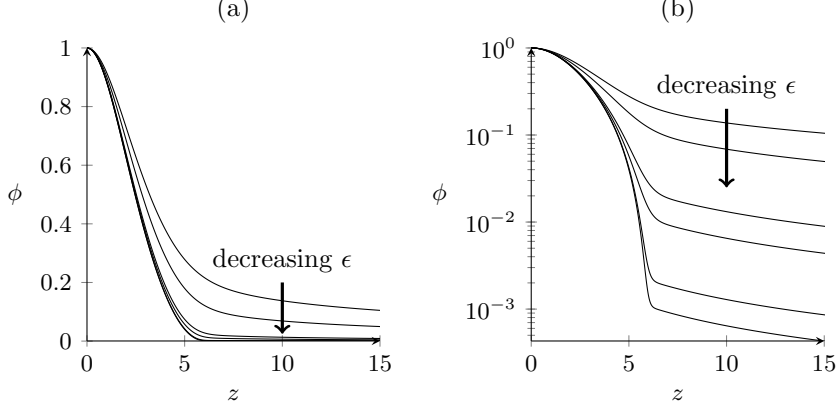 (a)
(b)
1
0.8
0.6
0.4
0.2
0
ϕ
decreasing ϵ
0
5
10
15
z
10^0
10^-1
10^-2
10^-3
ϕ
decreasing ϵ
0
5
10
15
z